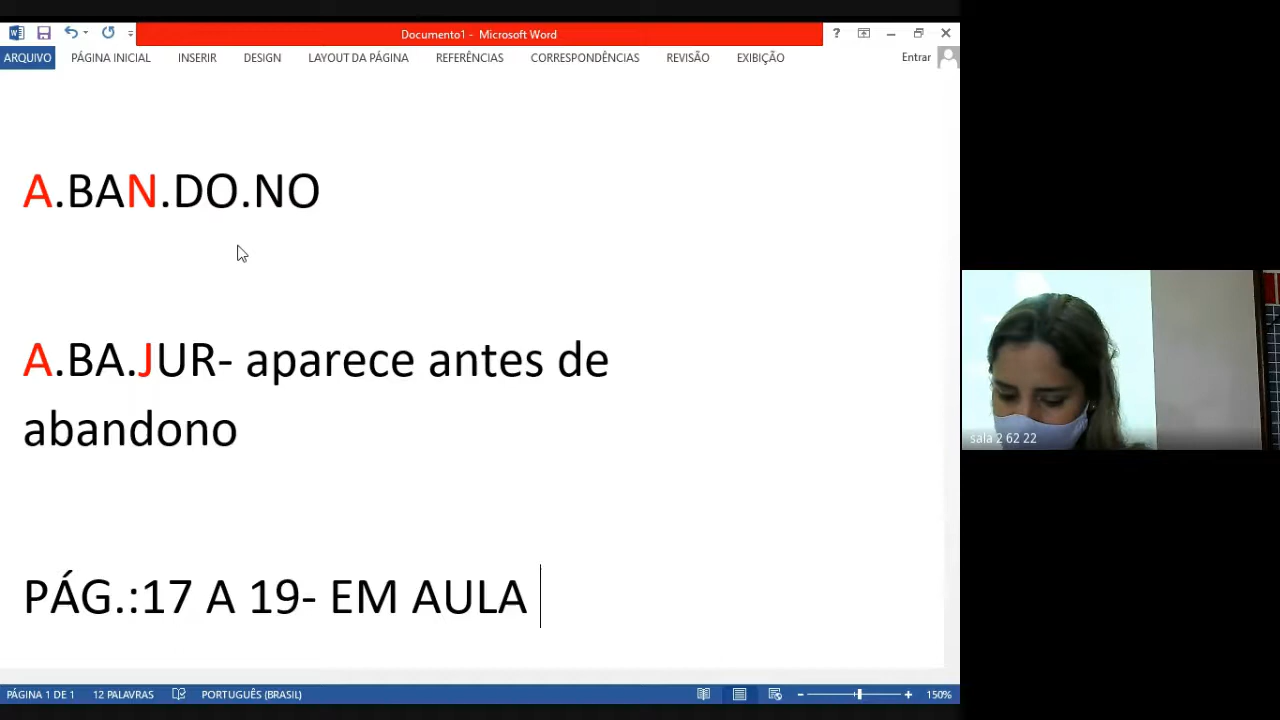 Documento1 - Microsoft Word
?
ARQUIVO PÁGINA INICIAL INSERIR DESIGN LAYOUT DA PÁGINA REFERÊNCIAS CORRESPONDÊNCIAS REVISÃO EXIBIÇÃO Entrar
A.BAN.DO.NO
A.BA.JUR- aparece antes de
abandono
sala 2 62 22
PÁG.:17 A 19- EM AULA
PÁGINA 1 DE 1 12 PALAVRAS PORTUGUÊS (BRASIL) 150%